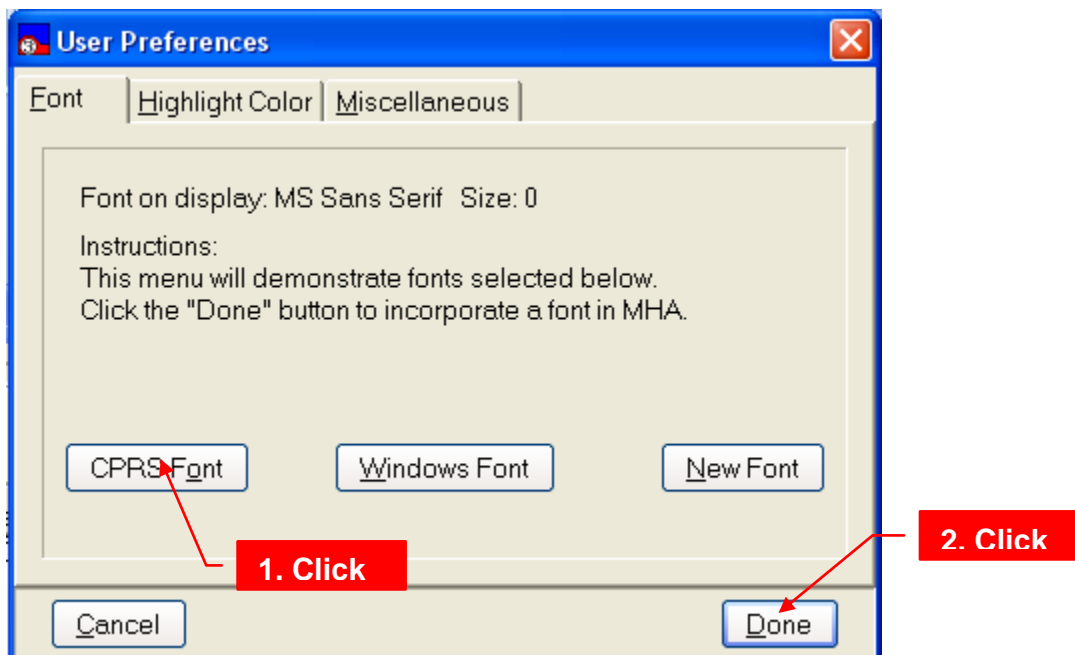 User Preferences
Font Highlight Color Miscellaneous
Font on display: MS Sans Serif Size: 0
Instructions:
This menu will demonstrate fonts selected below.
Click the "Done" button to incorporate a font in MHA.
CPRS Font Windows Font New Font
1. Click
2. Click
Cancel Done